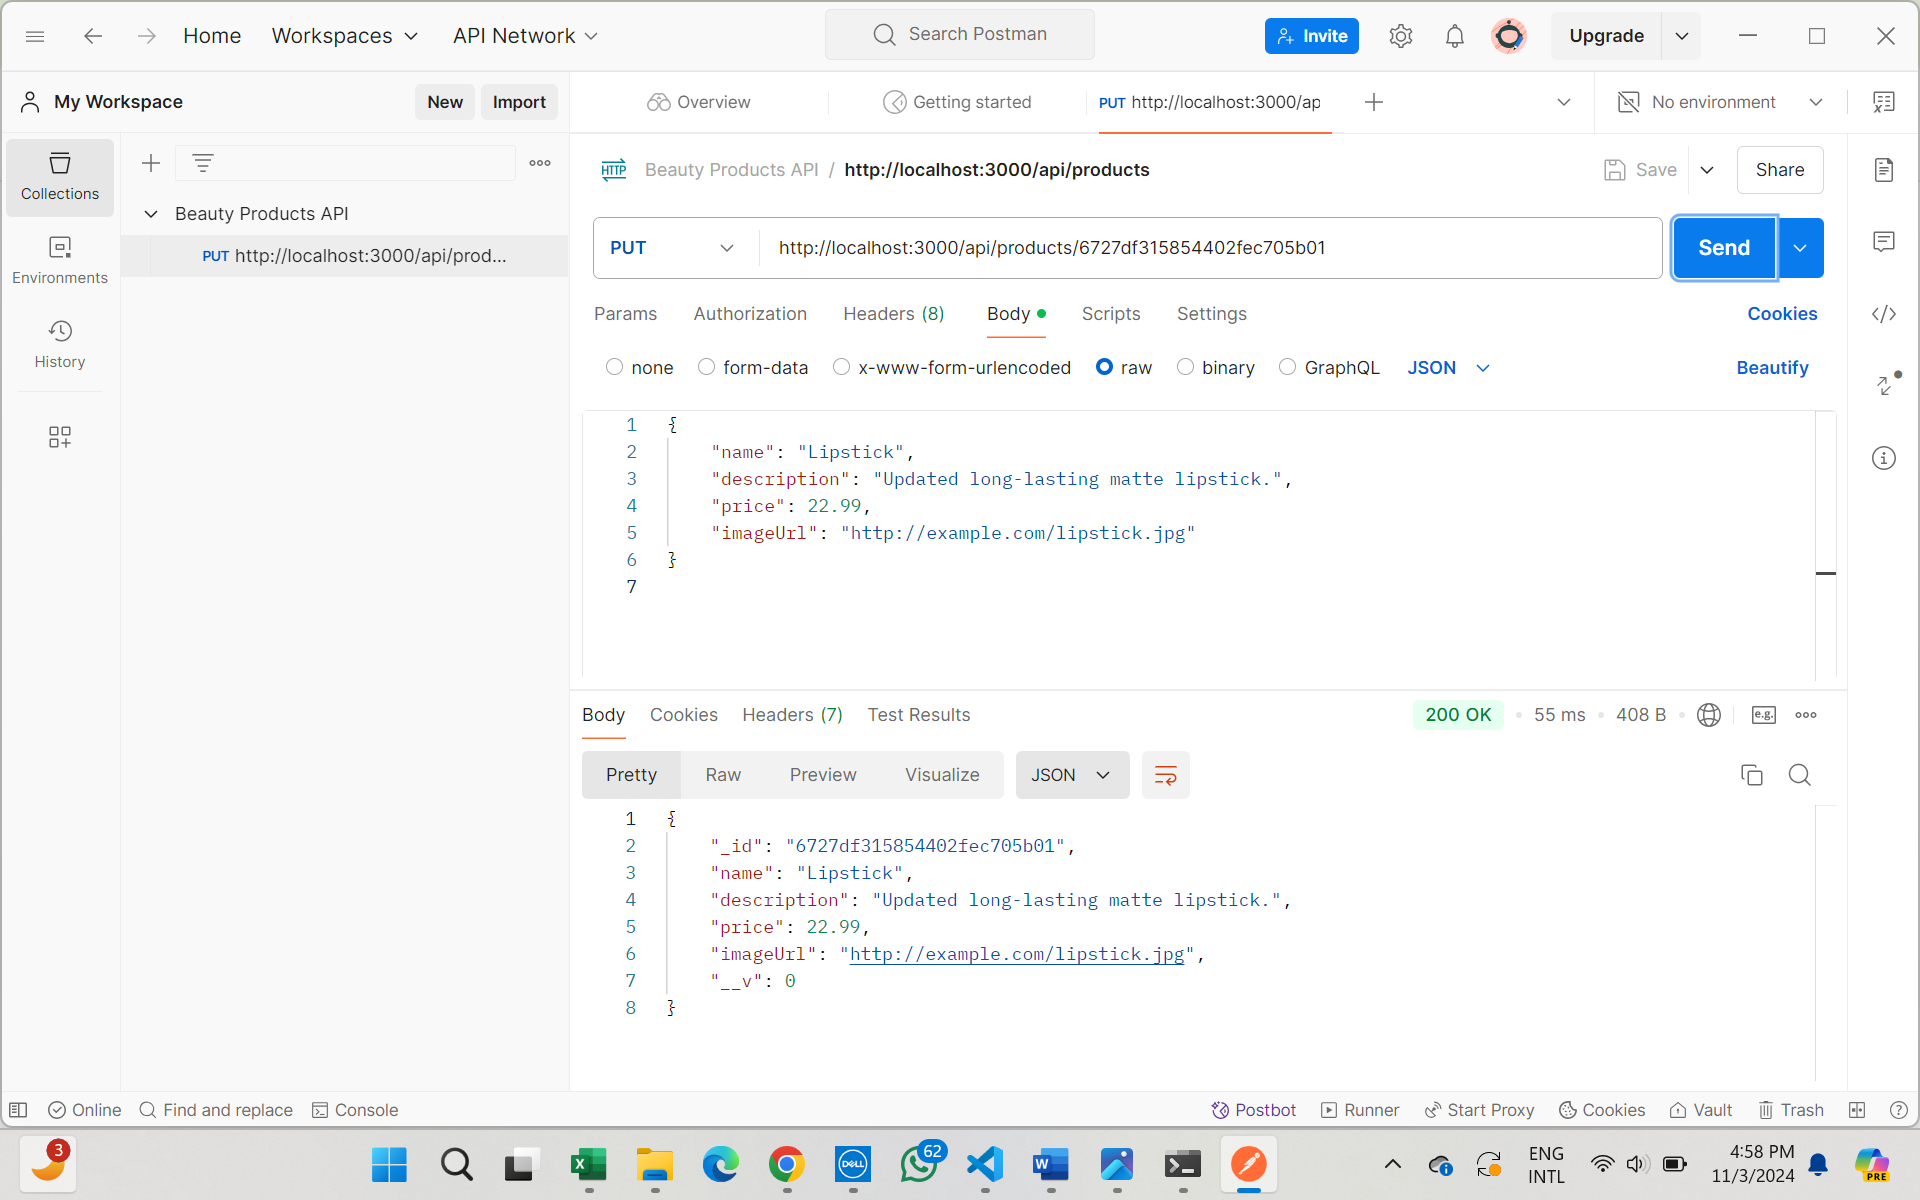 Home Workspaces API Network Search Postman Invite Upgrade
My Workspace New Import Overview Getting started PUT http://localhost:3000/ap No environment
Collections
Environments
History
Beauty Products API
PUT http://localhost:3000/api/prod...
HTTP Beauty Products API / http://localhost:3000/api/products Save Share
PUT http://localhost:3000/api/products/6727df315854402fec705b01 Send
Params Authorization Headers (8) Body Scripts Settings Cookies
none form-data x-www-form-urlencoded raw binary GraphQL JSON Beautify
1 {
2 "name": "Lipstick",
3 "description": "Updated long-lasting matte lipstick.",
4 "price": 22.99,
5 "imageUrl": "http://example.com/lipstick.jpg"
6 }
7
Body Cookies Headers (7) Test Results 200 OK 55 ms 408 B e.g.
Pretty Raw Preview Visualize JSON
1 {
2 "_id": "6727df315854402fec705b01",
3 "name": "Lipstick",
4 "description": "Updated long-lasting matte lipstick.",
5 "price": 22.99,
6 "imageUrl": "http://example.com/lipstick.jpg",
7 "__v": 0
8 }
Online Find and replace Console Postbot Runner Start Proxy Cookies Vault Trash
3 X DELL 62 W ENG
INTL
4:58 PM
11/3/2024
PRE